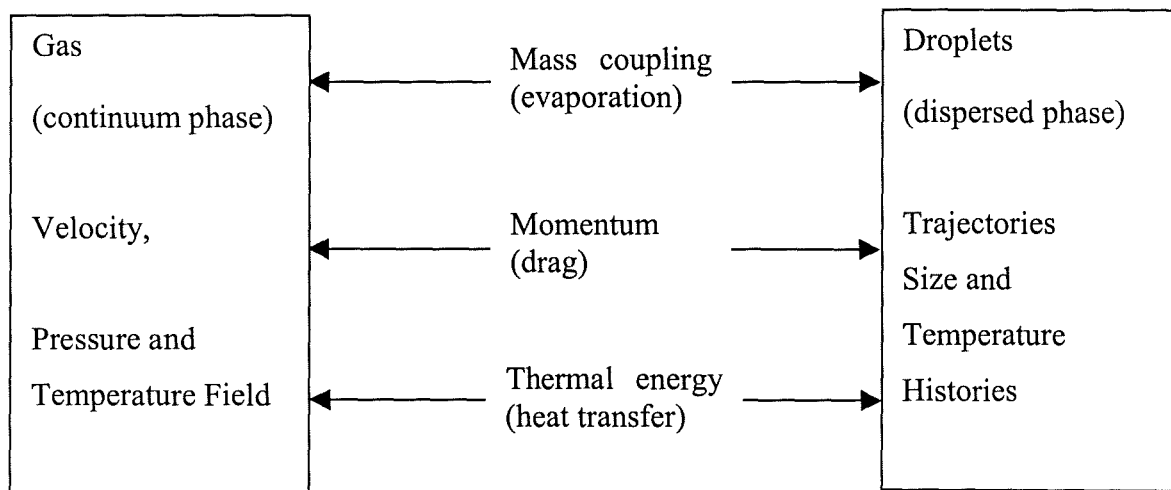 Gas
(continuum phase)
Velocity,
Pressure and
Temperature Field
Mass coupling
(evaporation)
Momentum
(drag)
Thermal energy
(heat transfer)
Droplets
(dispersed phase)
Trajectories
Size and
Temperature
Histories